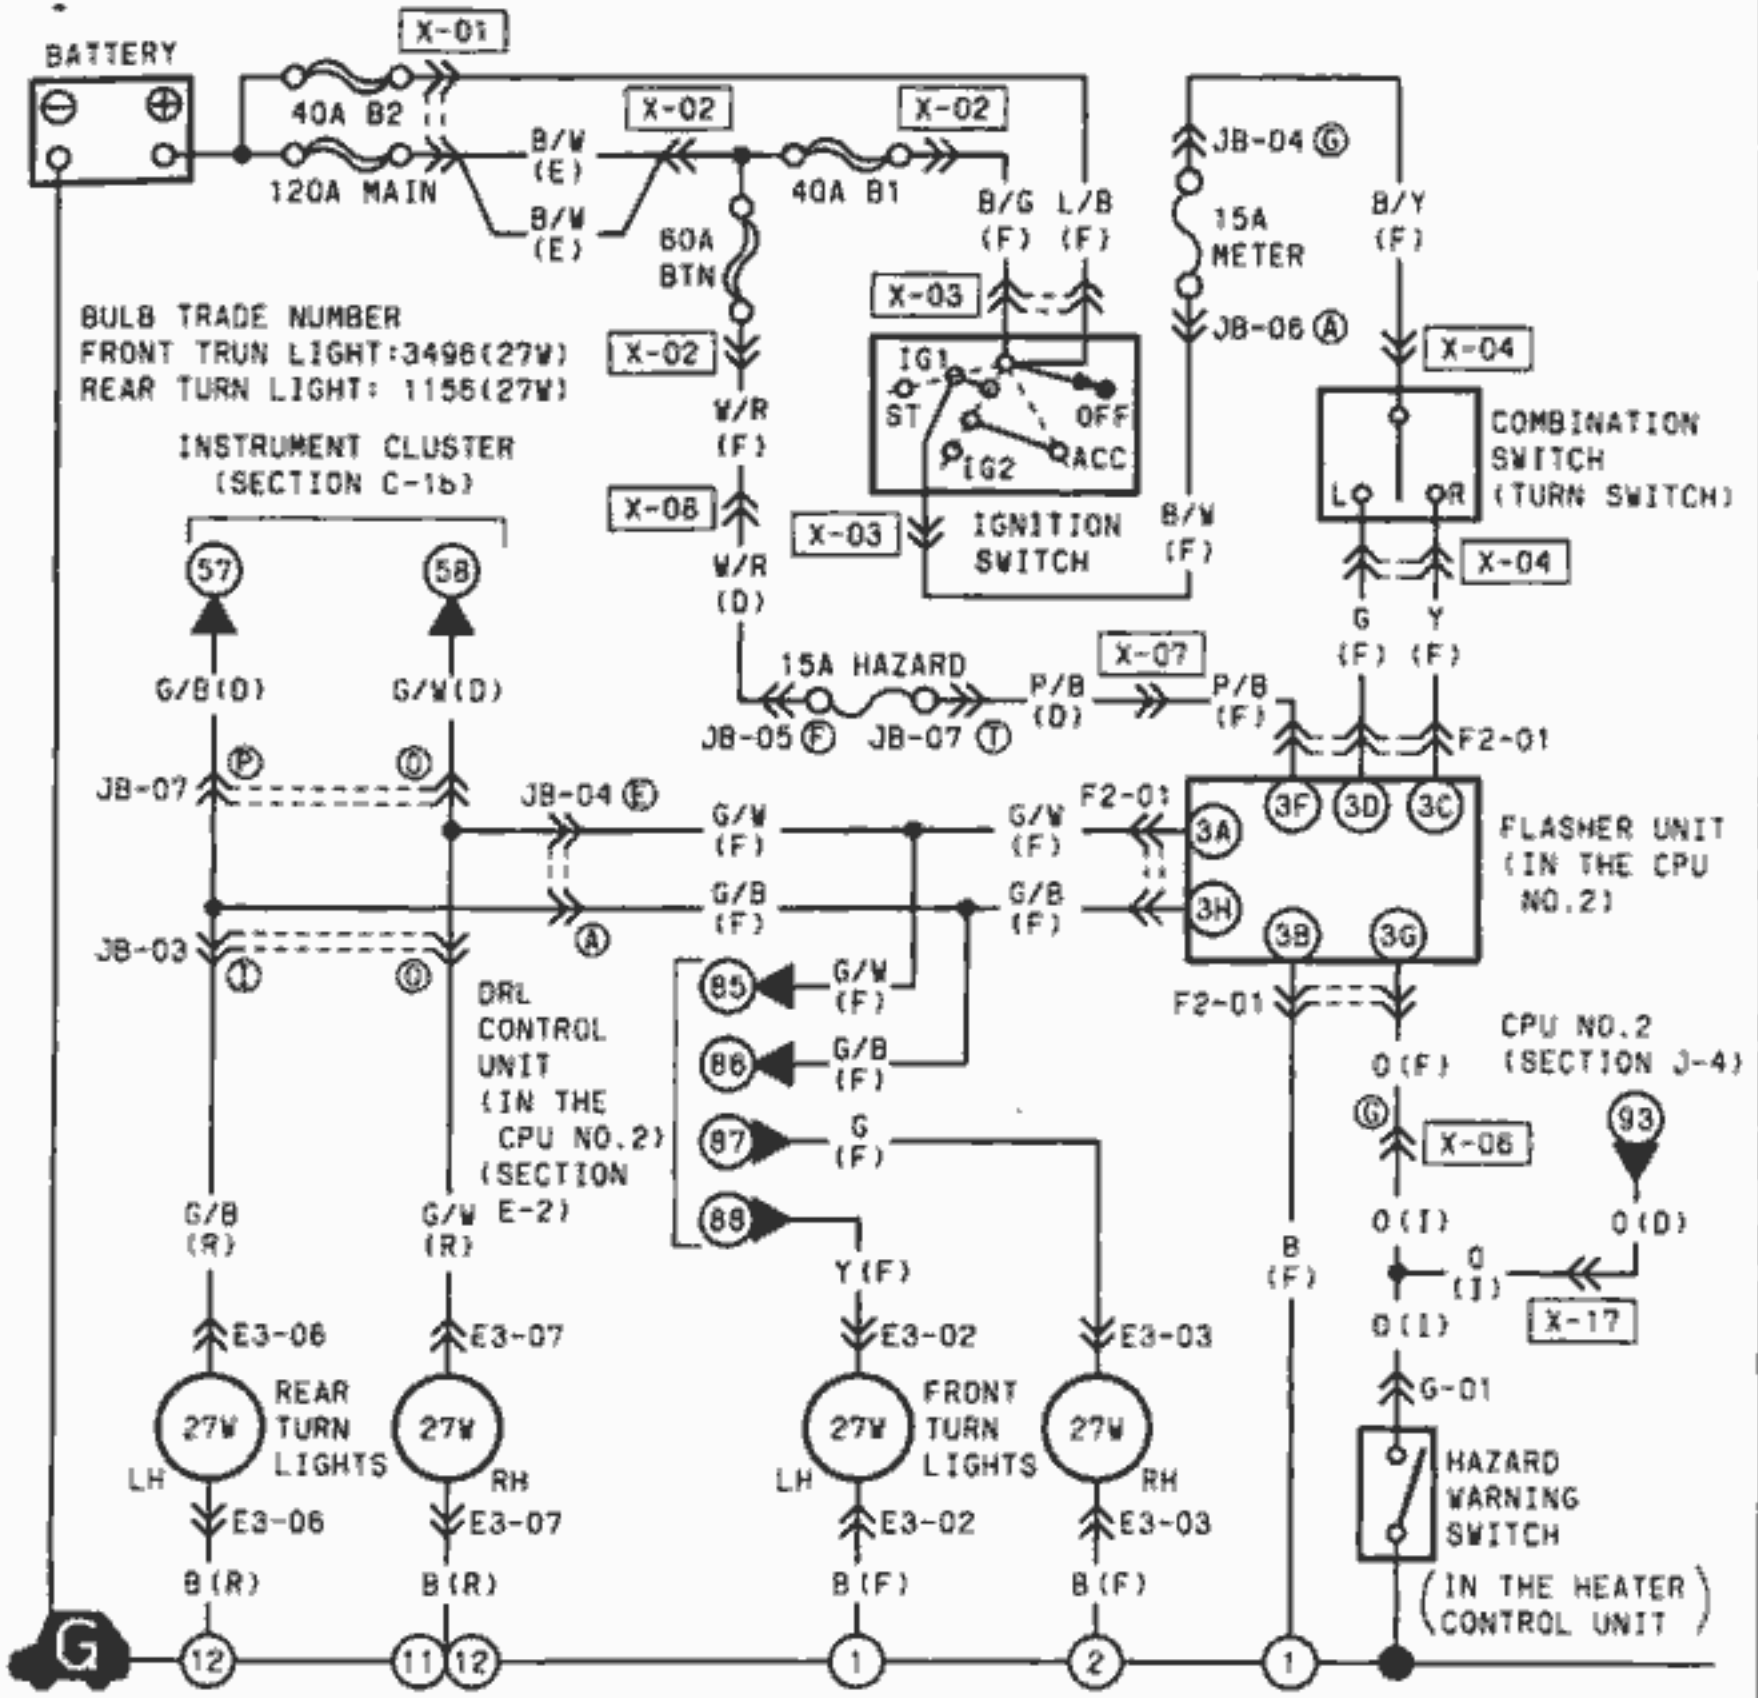 X-01
BATTERY
40A B2
X-02
X-02
120A MAIN
B/W
(E)
B/W
(E)
40A B1
60A
BTN
B/G
(F)
L/B
(F)
JB-04 G
15A
METER
JB-06 A
B/Y
(F)
BULB TRADE NUMBER
FRONT TRUN LIGHT:3496(27W)
REAR TURN LIGHT: 1156(27W)
X-02
X-03
X-04
IG1
ST
OFF
IG2
ACC
COMBINATION
SWITCH
(TURN SWITCH)
L
R
INSTRUMENT CLUSTER
(SECTION C-1b)
W/R
(F)
X-08
X-03
IGNITION
SWITCH
B/W
(F)
X-04
57
58
W/R
(D)
G
(F)
Y
(F)
G/B(D)
G/W(D)
15A HAZARD
X-07
P/B
(D)
P/B
(F)
JB-05 F
JB-07 T
F2-01
P
O
JB-07
JB-04 E
G/W
(F)
G/W
(F)
F2-01
3A
3F
3D
3C
FLASHER UNIT
(IN THE CPU
NO.2)
G/B
(F)
G/B
(F)
3H
3B
3G
JB-03
I
O
A
DRL
CONTROL
UNIT
(IN THE
CPU NO.2)
(SECTION
E-2)
85
G/W
(F)
86
G/B
(F)
87
G
(F)
88
Y(F)
F2-01
CPU NO.2
(SECTION J-4)
O(F)
G
X-06
93
O(I)
O(D)
O
(I)
X-17
O(I)
B
(F)
G/B
(R)
G/W
(R)
E3-06
E3-07
E3-02
E3-03
G-01
27W
REAR
TURN
LIGHTS
27W
LH
RH
27W
FRONT
TURN
LIGHTS
27W
LH
RH
HAZARD
WARNING
SWITCH
(IN THE HEATER
CONTROL UNIT)
E3-06
E3-07
E3-02
E3-03
B(R)
B(R)
B(F)
B(F)
G
12
11
12
1
2
1